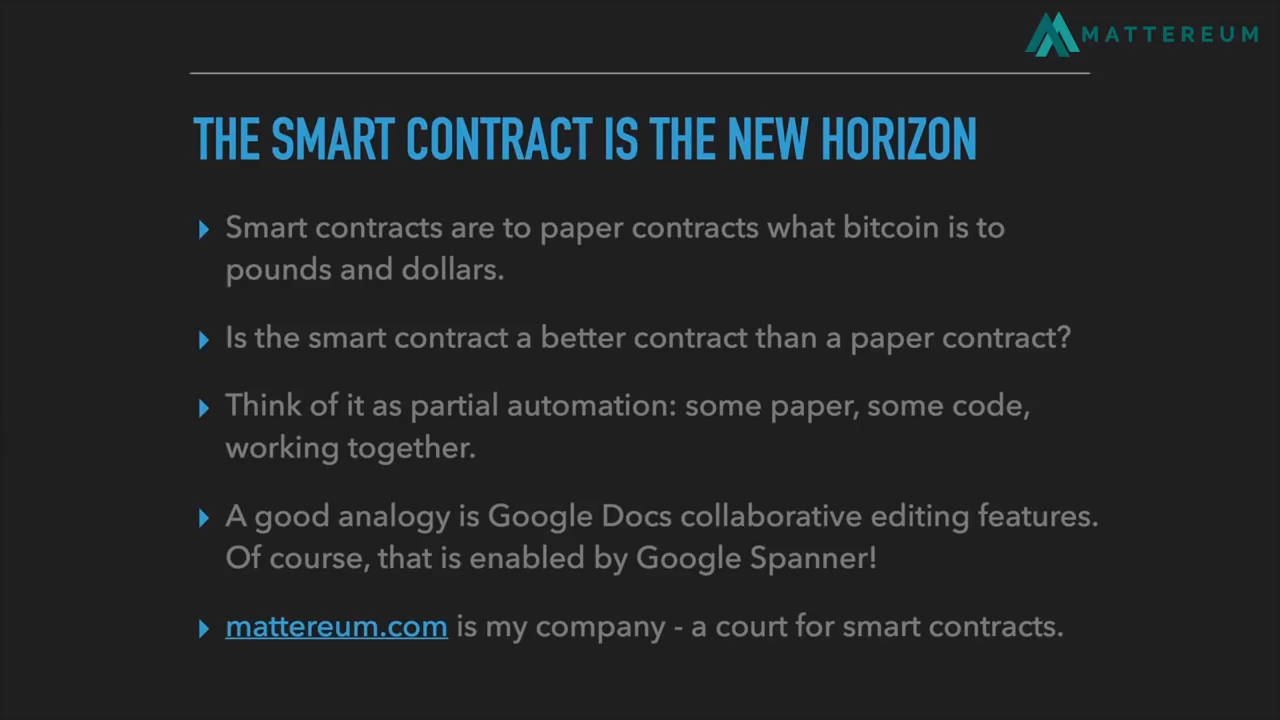 MATTEREUM
THE SMART CONTRACT IS THE NEW HORIZON
Smart contracts are to paper contracts what bitcoin is to
pounds and dollars.
Is the smart contract a better contract than a paper contract?
Think of it as partial automation: some paper, some code,
working together.
A good analogy is Google Docs collaborative editing features.
Of course, that is enabled by Google Spanner!
mattereum.com is my company - a court for smart contracts.